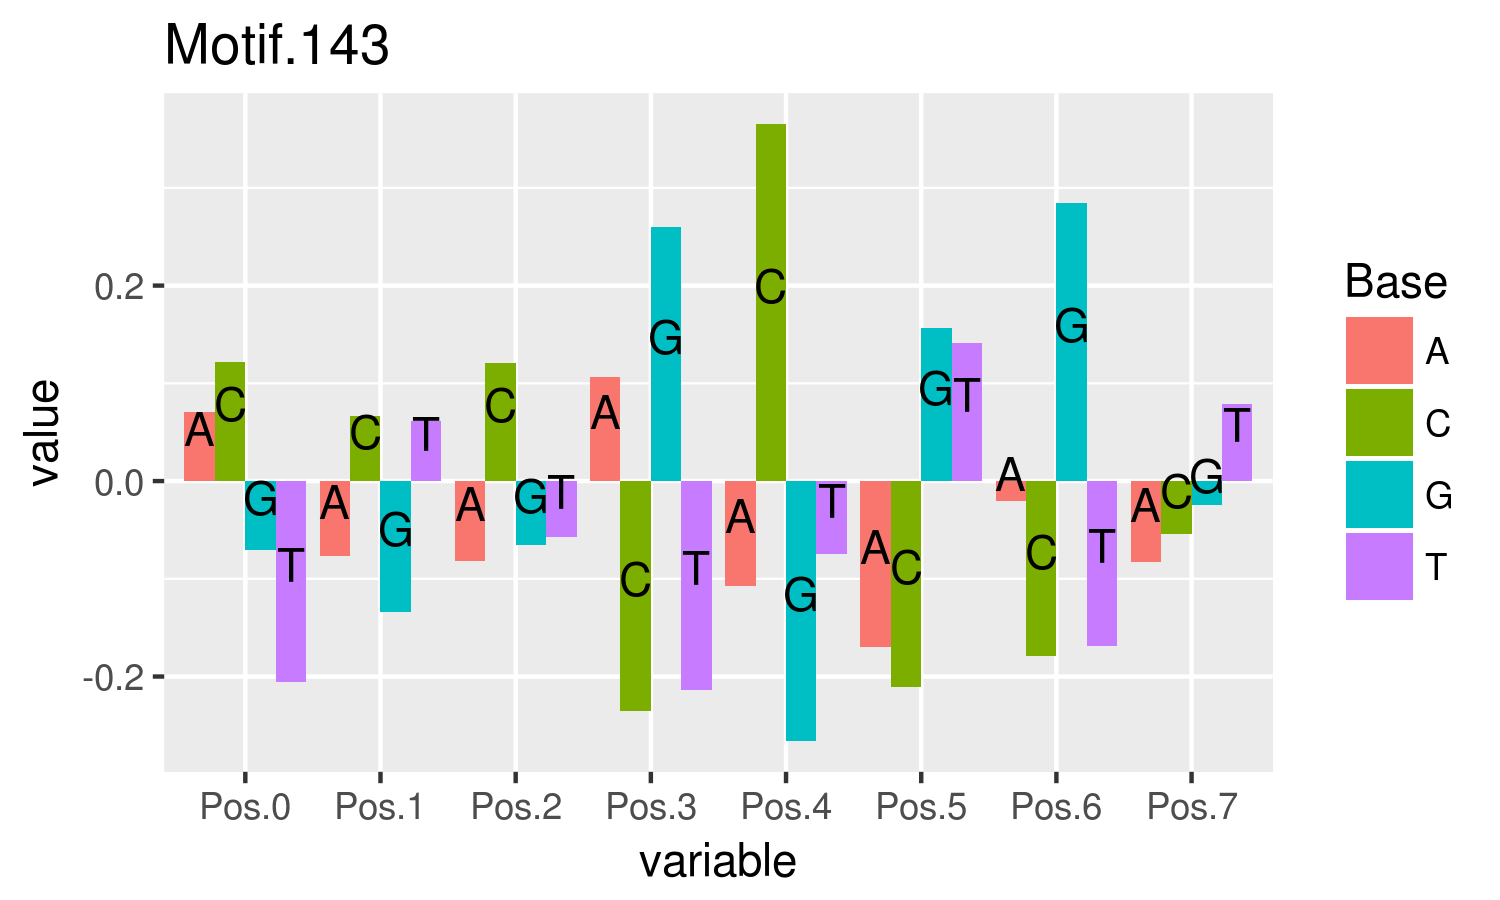 Motif.143
value
0.2
0.0
-0.2
A C G T A C G T A C G T A C G T A C G T A C G T A C G T A C G T
Pos.0 Pos.1 Pos.2 Pos.3 Pos.4 Pos.5 Pos.6 Pos.7
variable
Base
A
C
G
T